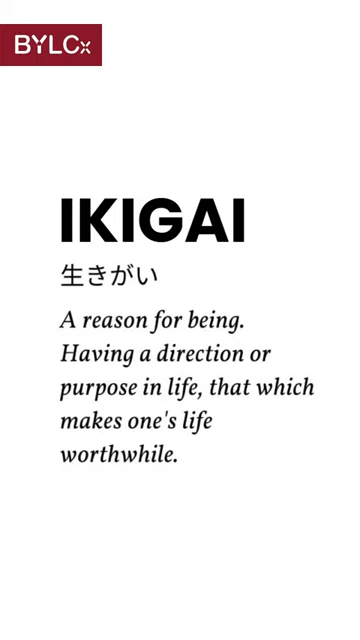 BYLCx
IKIGAI
生きがい
A reason for being.
Having a direction or
purpose in life, that which
makes one's life
worthwhile.